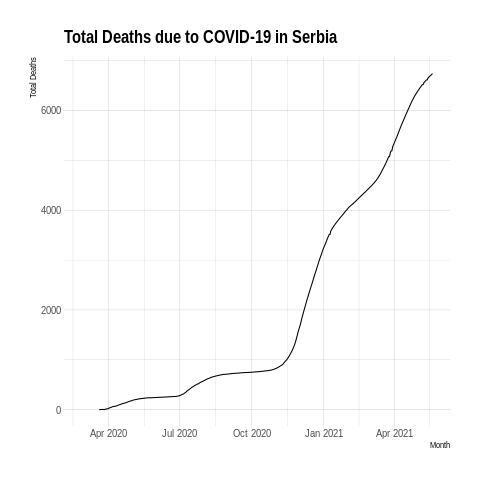 Total Deaths due to COVID-19 in Serbia
Total Deaths
6000
4000
2000
0
Apr 2020 Jul 2020 Oct 2020 Jan 2021 Apr 2021
Month